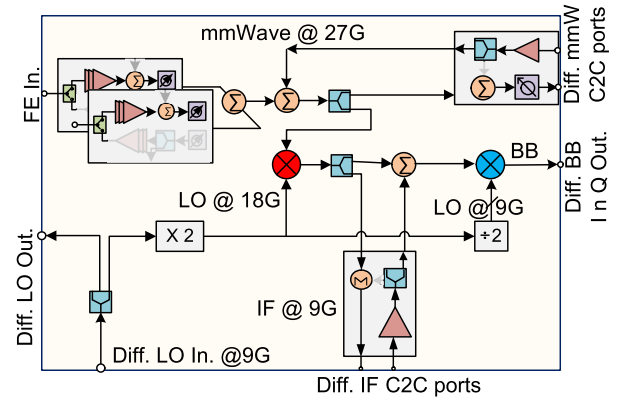 mmWave @ 27G
Diff. mmW
C2C ports
FE In.
Σ
Σ
Σ
Σ
Σ
BB
Diff. BB
I n Q Out.
Σ
LO @ 18G
LO @ 9G
Diff. LO Out.
X 2
÷2
Σ
IF @ 9G
Diff. LO In. @9G
Diff. IF C2C ports